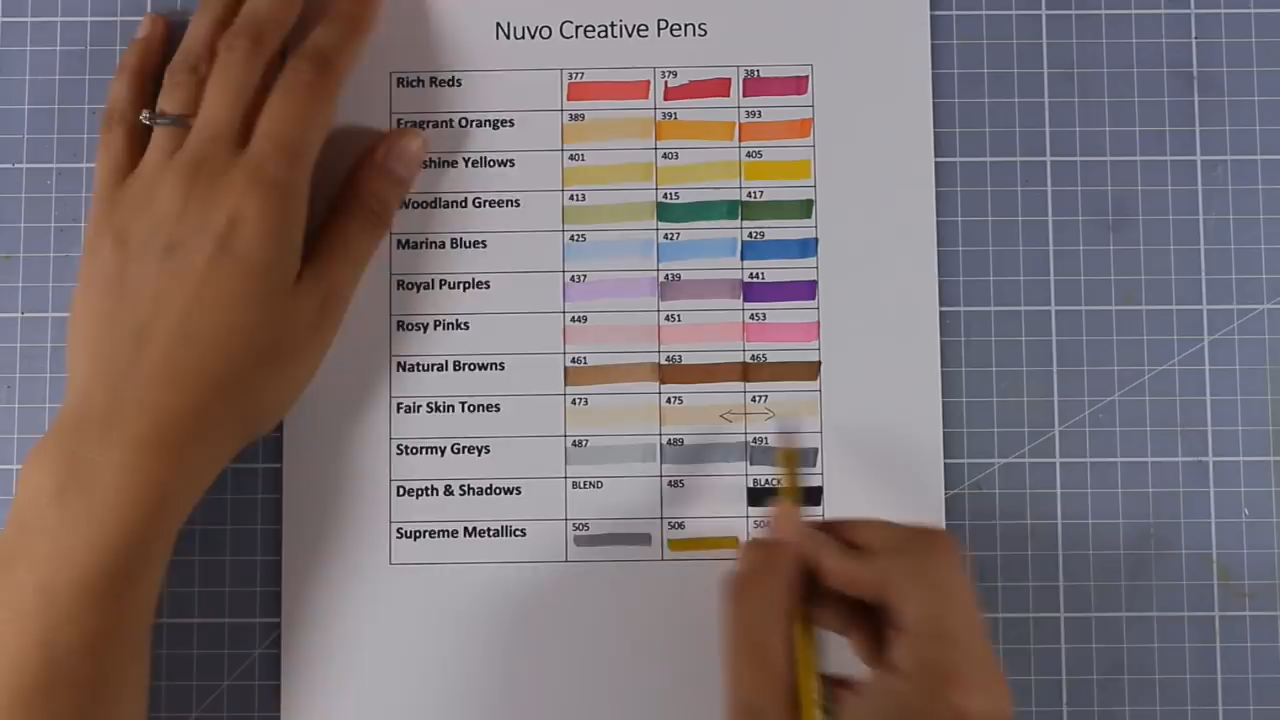 Nuvo Creative Pens
Rich Reds 377 379 381
Fragrant Oranges 389 391 393
shine Yellows 401 403 405
Woodland Greens 413 415 417
Marina Blues 425 427 429
Royal Purples 437 439 441
Rosy Pinks 449 451 453
Natural Browns 461 463 465
Fair Skin Tones 473 475 477
Stormy Greys 487 489 491
Depth & Shadows BLEND 485 BLACK
Supreme Metallics 505 506